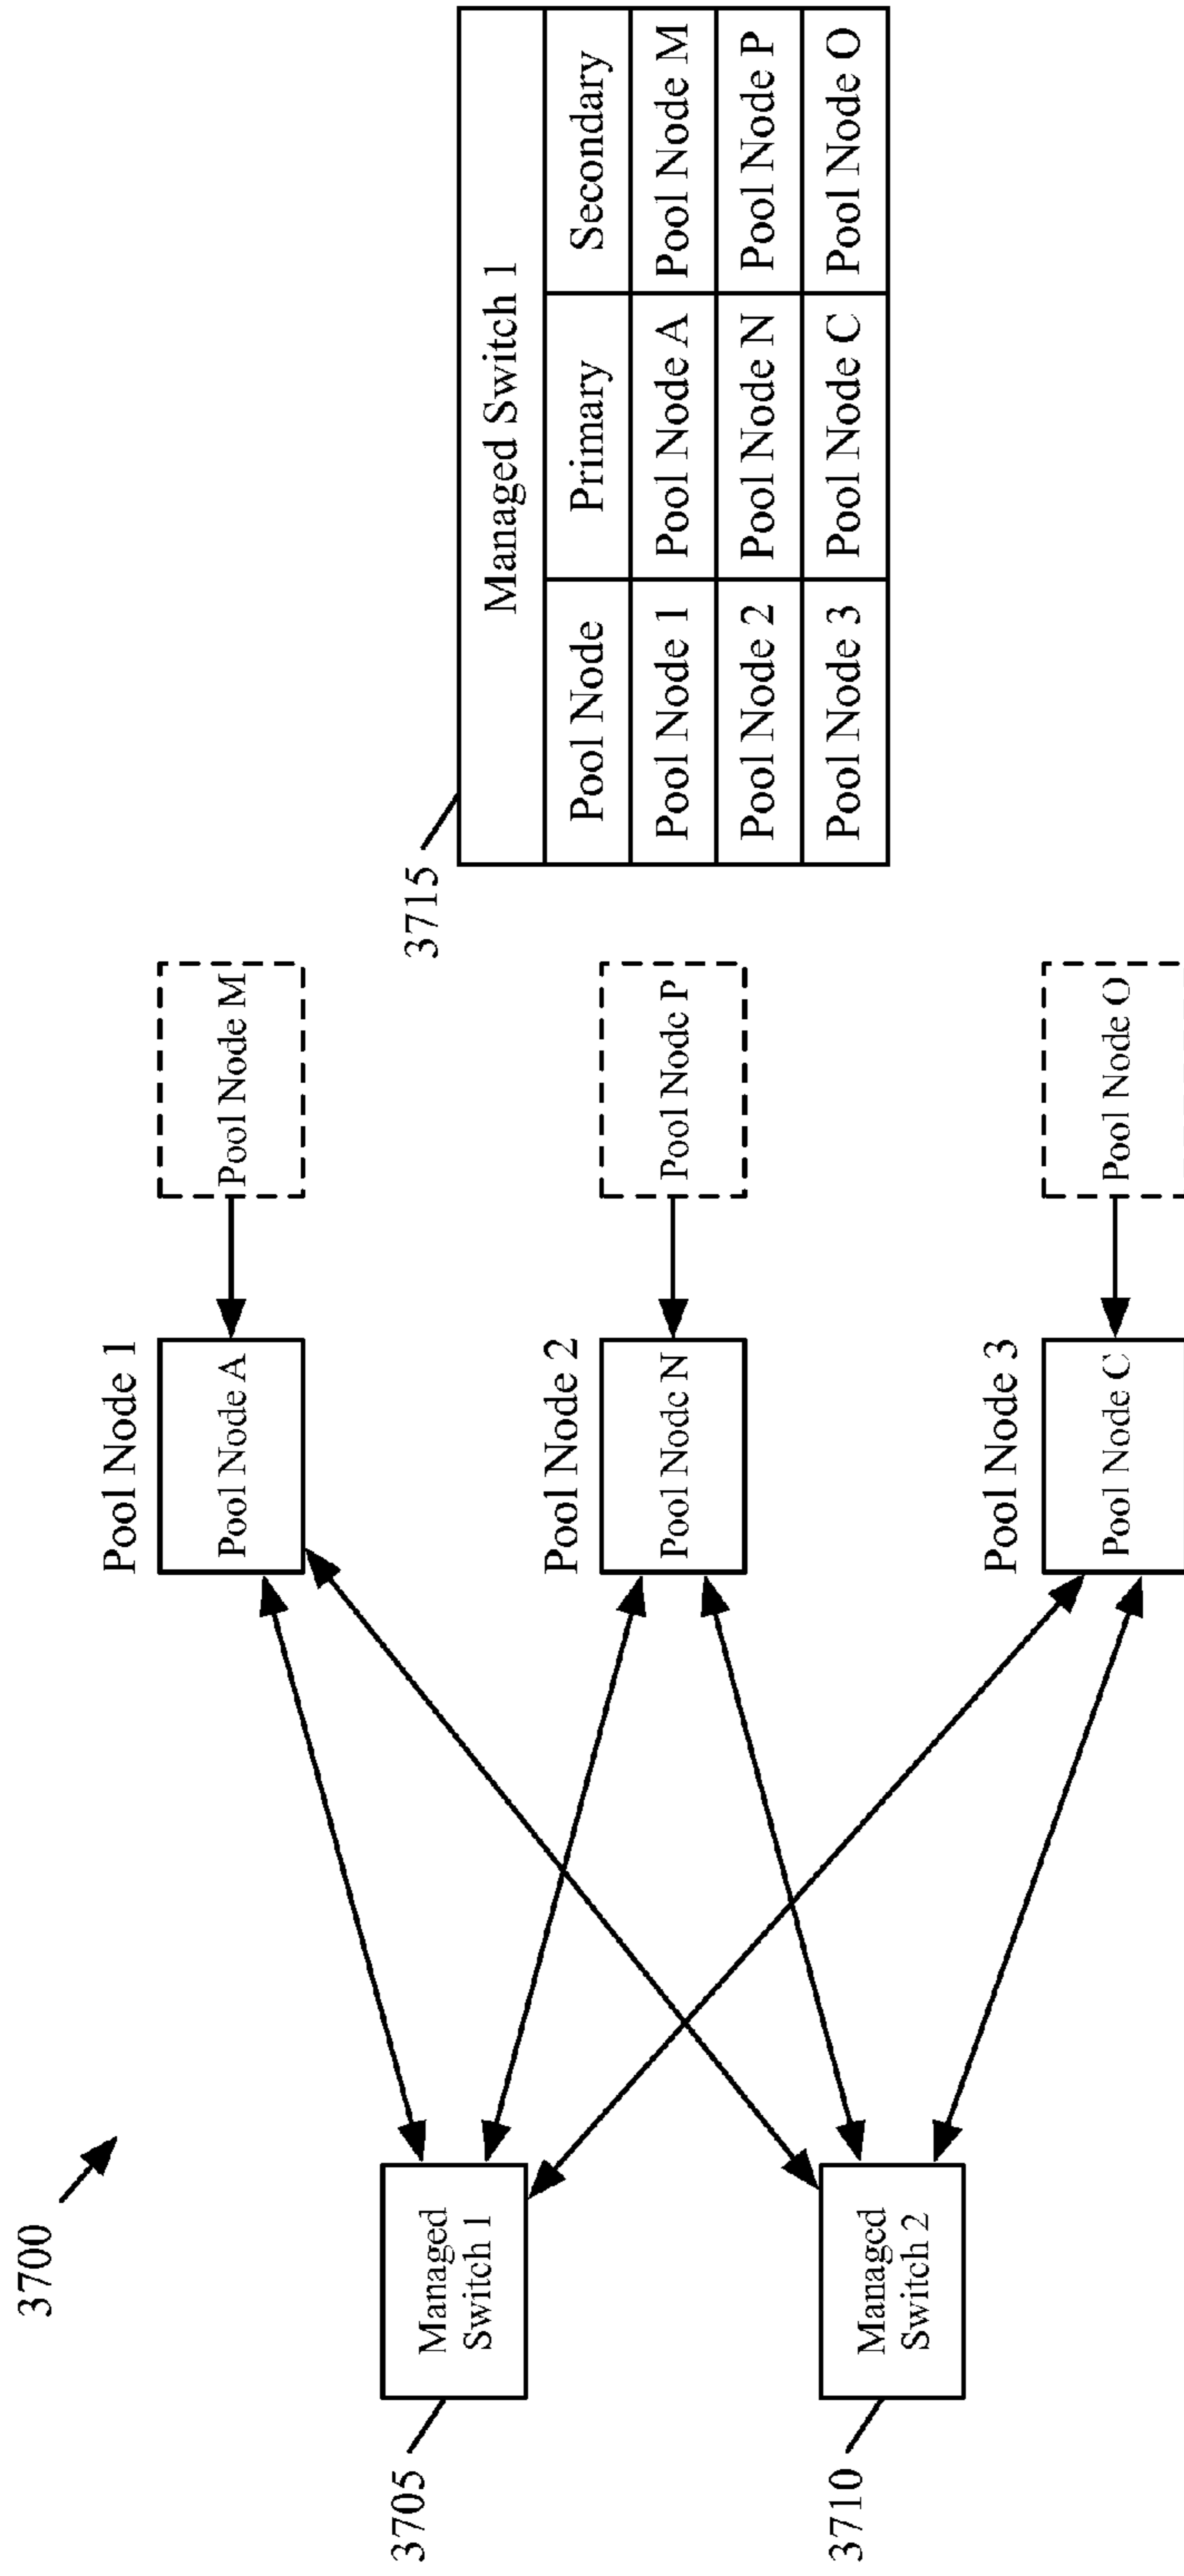 3700
3705
Managed
Switch 1
3710
Managed
Switch 2
Pool Node 1
Pool Node A
Pool Node M
Pool Node 2
Pool Node N
Pool Node P
Pool Node 3
Pool Node C
Pool Node O
3715
Managed Switch 1
Pool Node Primary Secondary
Pool Node 1 Pool Node A Pool Node M
Pool Node 2 Pool Node N Pool Node P
Pool Node 3 Pool Node C Pool Node O